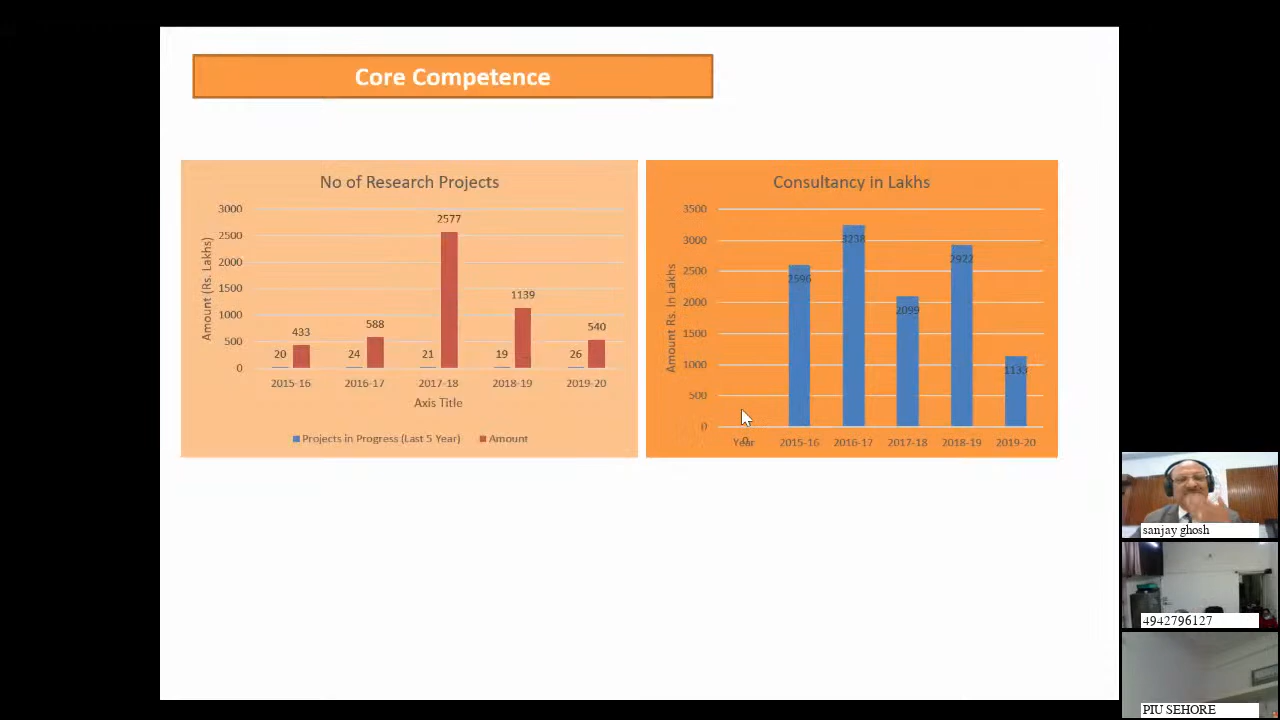 Core Competence
No of Research Projects
Amount (Rs. Lakhs)
3000
2500
2000
1500
1000
500
0
20 433
24 588
21 2577
19 1139
26 540
2015-16 2016-17 2017-18 2018-19 2019-20
Axis Title
Projects in Progress (Last 5 Year) Amount
Consultancy in Lakhs
Amount Rs. In Lakhs
3500
3000
2500
2000
1500
1000
500
0
0 2596 3238 2099 2922 1133
Year 2015-16 2016-17 2017-18 2018-19 2019-20
sanjay ghosh
4942796127
PIU SEHORE